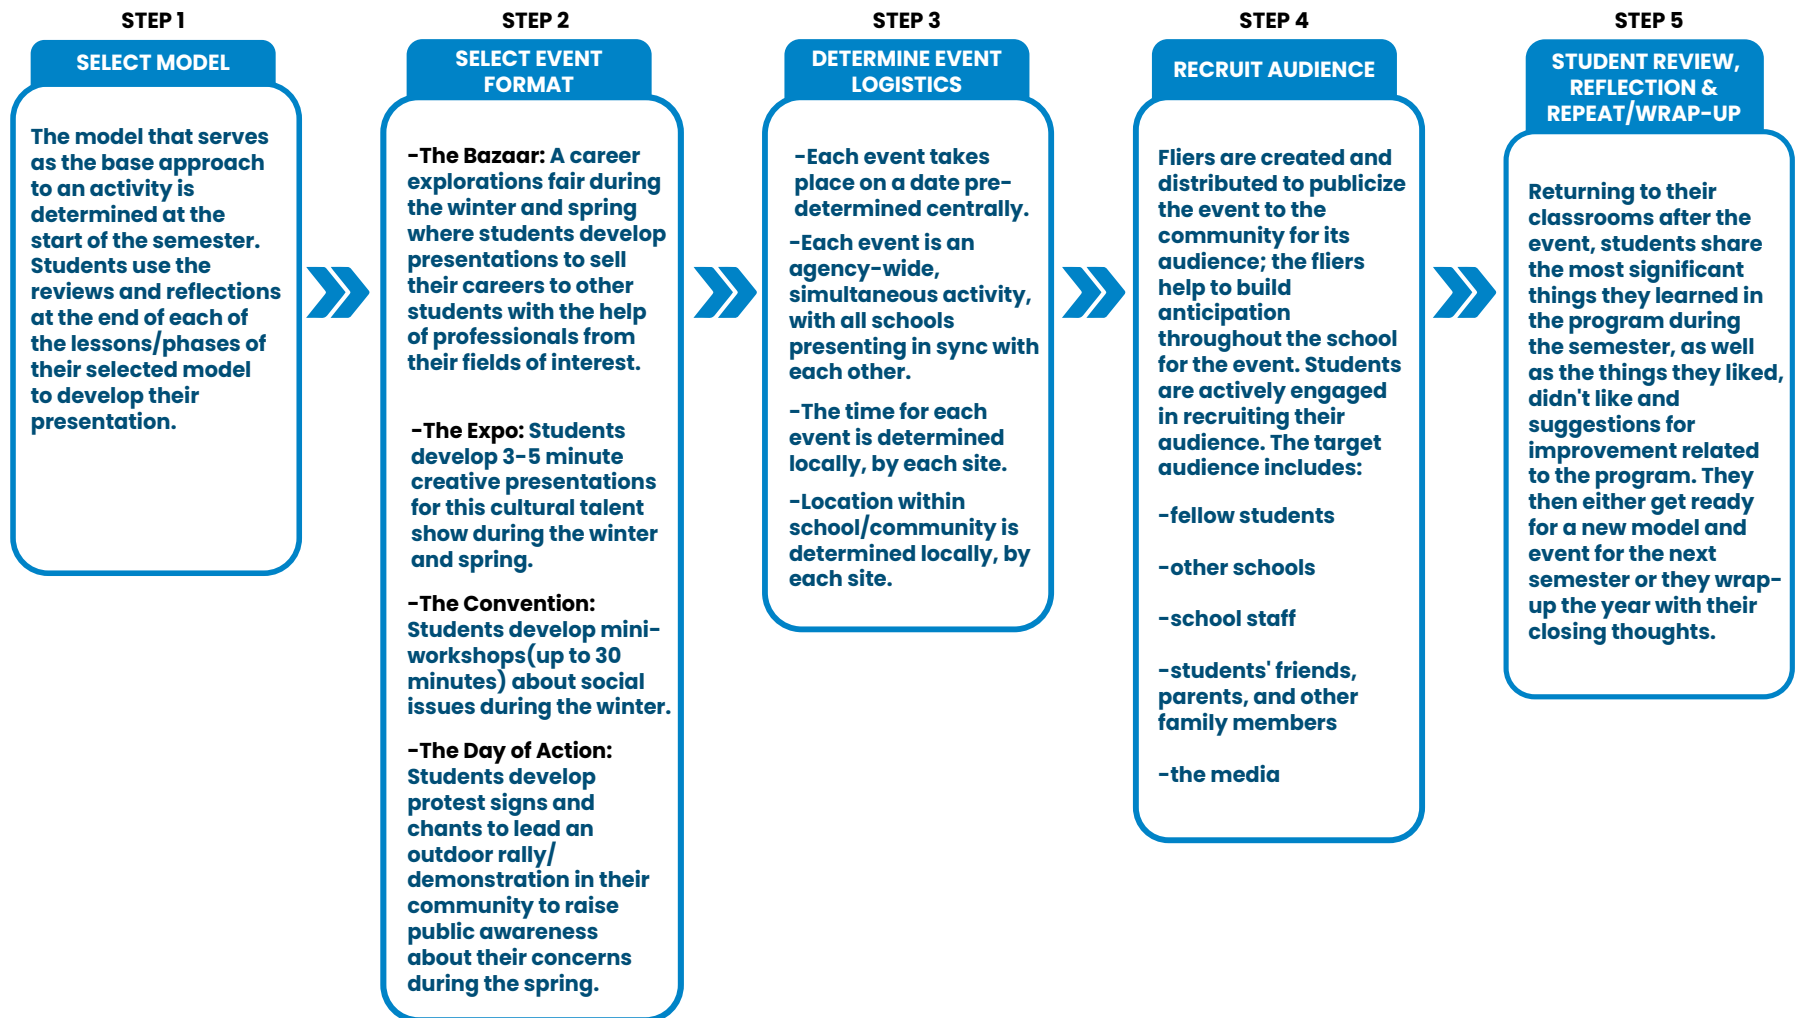 STEP 1
SELECT MODEL
The model that serves
as the base approach
to an activity is
determined at the
start of the semester.
Students use the
reviews and reflections
at the end of each of
the lessons/phases of
their selected model
to develop their
presentation.
STEP 2
SELECT EVENT
FORMAT
-The Bazaar: A career
explorations fair during
the winter and spring
where students develop
presentations to sell
their careers to other
students with the help
of professionals from
their fields of interest.
-The Expo: Students
develop 3-5 minute
creative presentations
for this cultural talent
show during the winter
and spring.
-The Convention:
Students develop mini-
workshops(up to 30
minutes) about social
issues during the winter.
-The Day of Action:
Students develop
protest signs and
chants to lead an
outdoor rally/
demonstration in their
community to raise
public awareness
about their concerns
during the spring.
STEP 3
DETERMINE EVENT
LOGISTICS
-Each event takes
place on a date pre-
determined centrally.
-Each event is an
agency-wide,
simultaneous activity,
with all schools
presenting in sync with
each other.
-The time for each
event is determined
locally, by each site.
-Location within
school/community is
determined locally, by
each site.
STEP 4
RECRUIT AUDIENCE
Fliers are created and
distributed to publicize
the event to the
community for its
audience; the fliers
help to build
anticipation
throughout the school
for the event. Students
are actively engaged
in recruiting their
audience. The target
audience includes:
-fellow students
-other schools
-school staff
-students' friends,
parents, and other
family members
-the media
STEP 5
STUDENT REVIEW,
REFLECTION &
REPEAT/WRAP-UP
Returning to their
classrooms after the
event, students share
the most significant
things they learned in
the program during
the semester, as well
as the things they liked,
didn't like and
suggestions for
improvement related
to the program. They
then either get ready
for a new model and
event for the next
semester or they wrap-
up the year with their
closing thoughts.